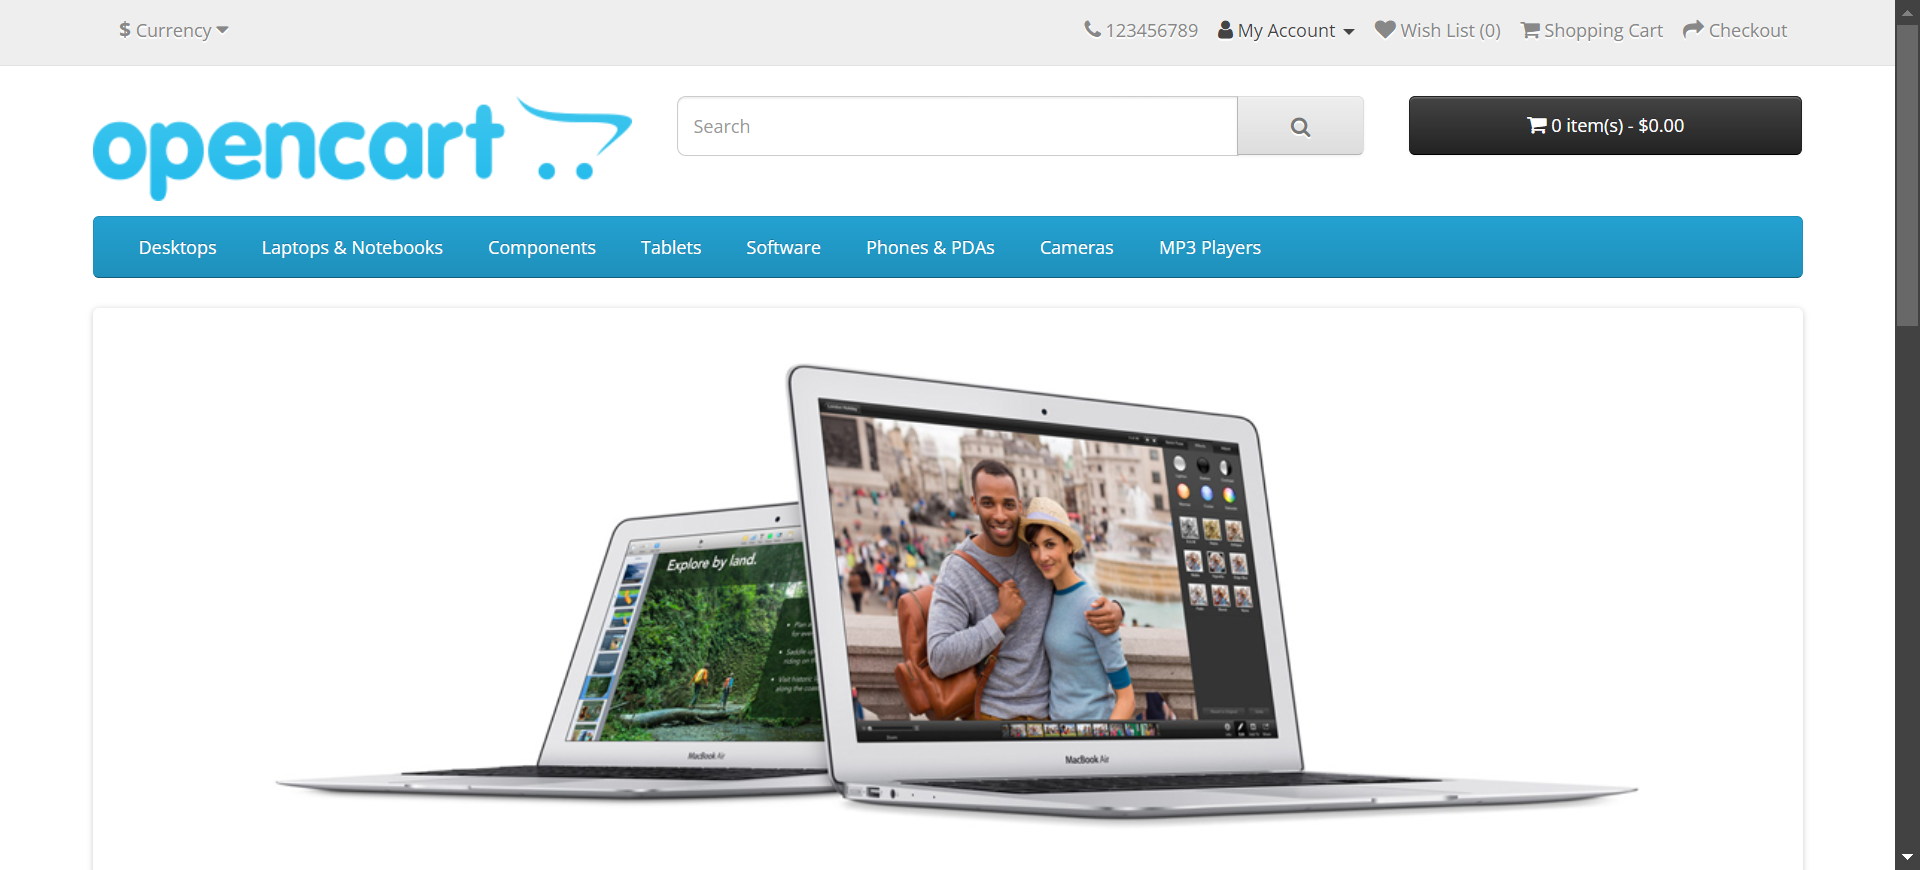 $ Currency
123456789 My Account Wish List (0) Shopping Cart Checkout
opencart
Search
0 item(s) - $0.00
Desktops Laptops & Notebooks Components Tablets Software Phones & PDAs Cameras MP3 Players
Explore by land.
MacBook Air
MacBook Air